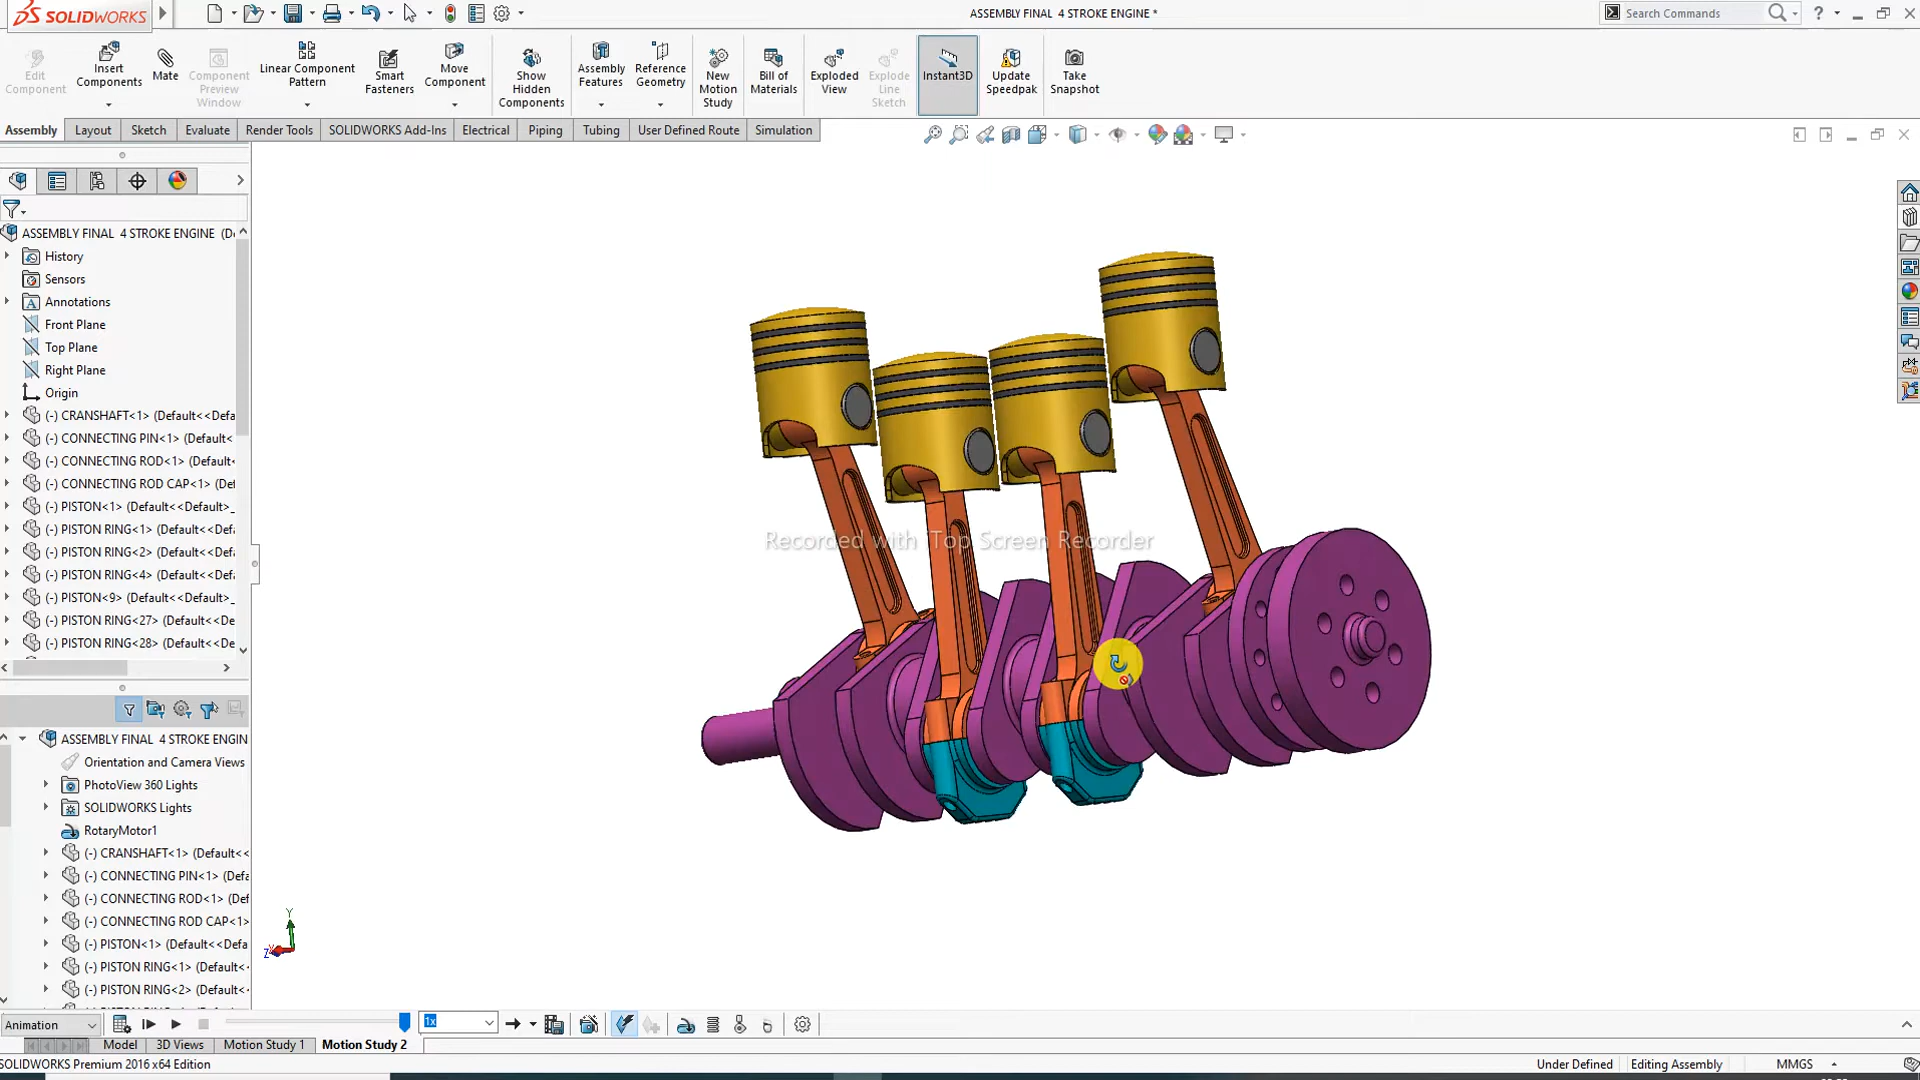 SOLIDWORKS
ASSEMBLY FINAL 4 STROKE ENGINE *
Search Commands
Edit Component
Insert Components
Mate
Component Preview Window
Linear Component Pattern
Smart Fasteners
Move Component
Show Hidden Components
Assembly Features
Reference Geometry
New Motion Study
Bill of Materials
Exploded View
Explode Line Sketch
Instant3D
Update Speedpak
Take Snapshot
Assembly
Layout
Sketch
Evaluate
Render Tools
SOLIDWORKS Add-Ins
Electrical
Piping
Tubing
User Defined Route
Simulation
ASSEMBLY FINAL 4 STROKE ENGINE (D
History
Sensors
Annotations
Front Plane
Top Plane
Right Plane
Origin
(-) CRANSHAFT<1> (Default<<Defa
(-) CONNECTING PIN<1> (Default<
(-) CONNECTING ROD<1> (Default<
(-) CONNECTING ROD CAP<1> (Def
(-) PISTON<1> (Default<<Default>_
(-) PISTON RING<1> (Default<<Defa
(-) PISTON RING<2> (Default<<Defa
(-) PISTON RING<4> (Default<<Defa
(-) PISTON<9> (Default<<Default>_
(-) PISTON RING<27> (Default<<Def
(-) PISTON RING<28> (Default<<Def
Recorded with iTop Screen Recorder
ASSEMBLY FINAL 4 STROKE ENGIN
Orientation and Camera Views
PhotoView 360 Lights
SOLIDWORKS Lights
RotaryMotor1
(-) CRANSHAFT<1> (Default<<
(-) CONNECTING PIN<1> (Defa
(-) CONNECTING ROD<1> (Def
(-) CONNECTING ROD CAP<1>
(-) PISTON<1> (Default<<Defa
(-) PISTON RING<1> (Default<
(-) PISTON RING<2> (Default<
Y
Z
Animation
1x
Model
3D Views
Motion Study 1
Motion Study 2
SOLIDWORKS Premium 2016 x64 Edition
Under Defined
Editing Assembly
MMGS